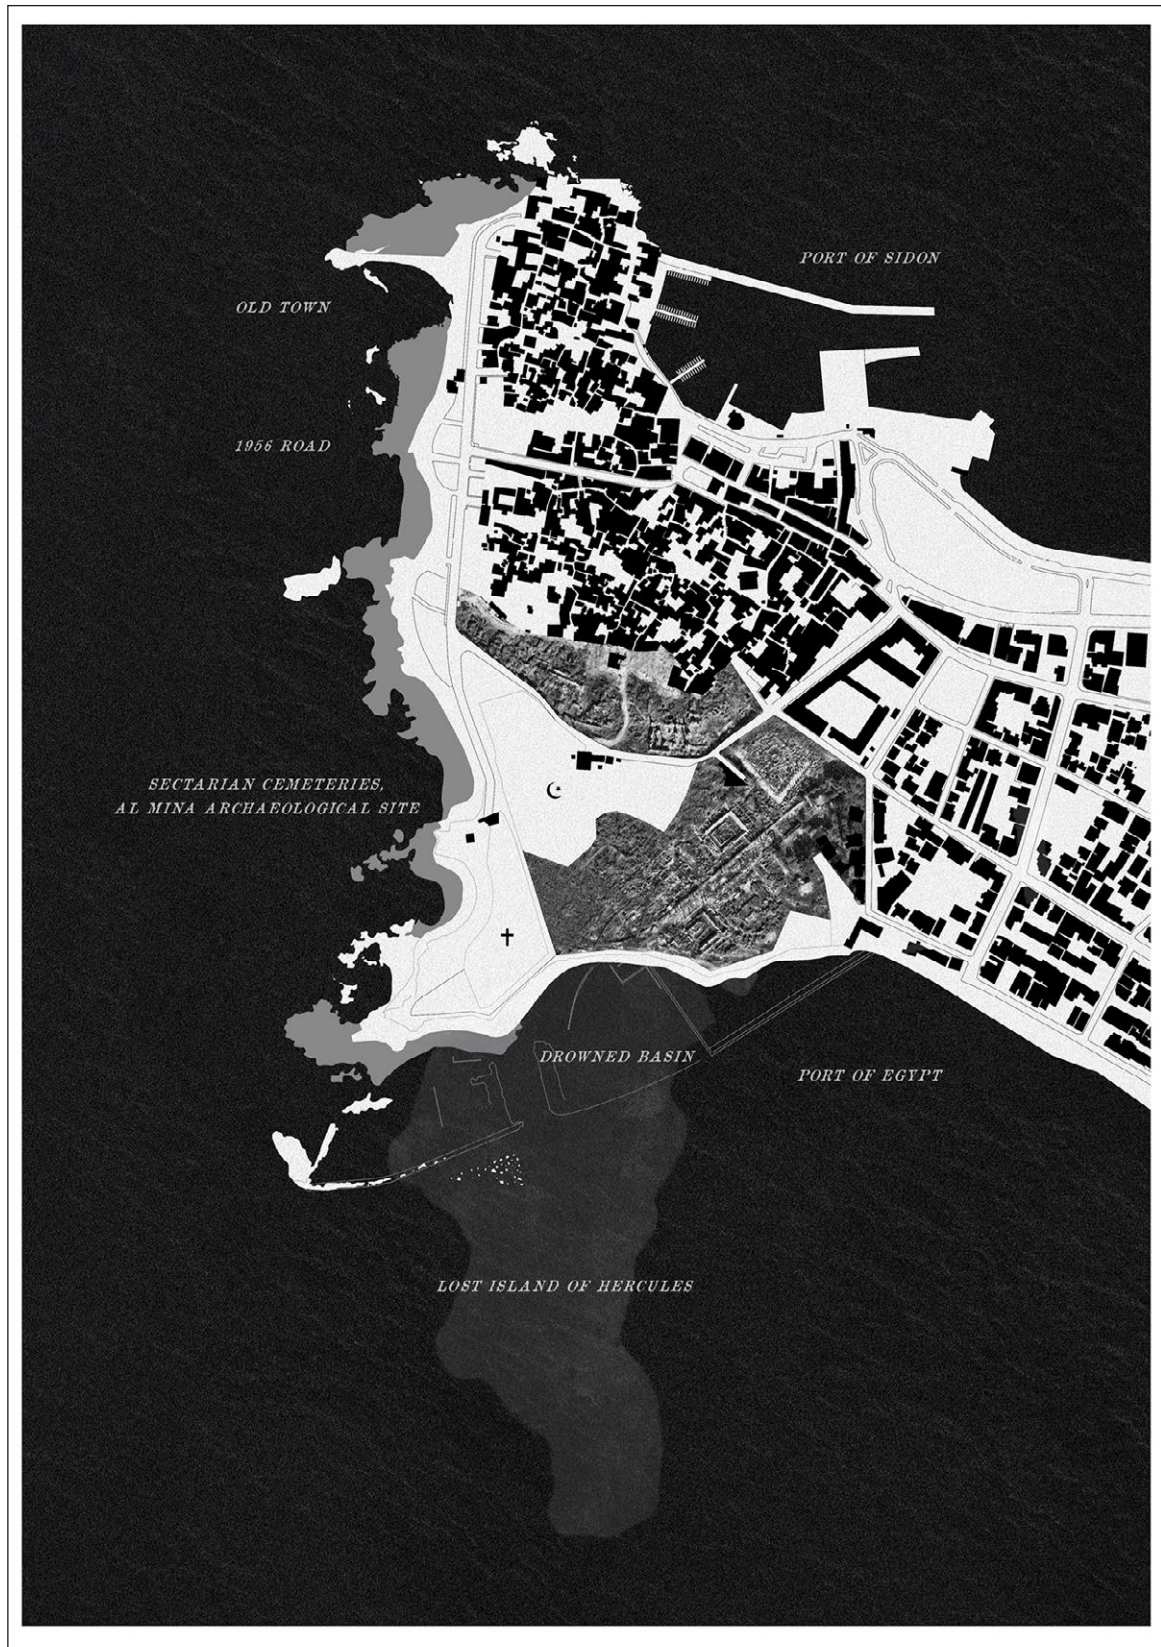 PORT OF SIDON
OLD TOWN
1956 ROAD
SECTARIAN CEMETERIES,
AL MINA ARCHAEOLOGICAL SITE
DROWNED BASIN
PORT OF EGYPT
LOST ISLAND OF HERCULES